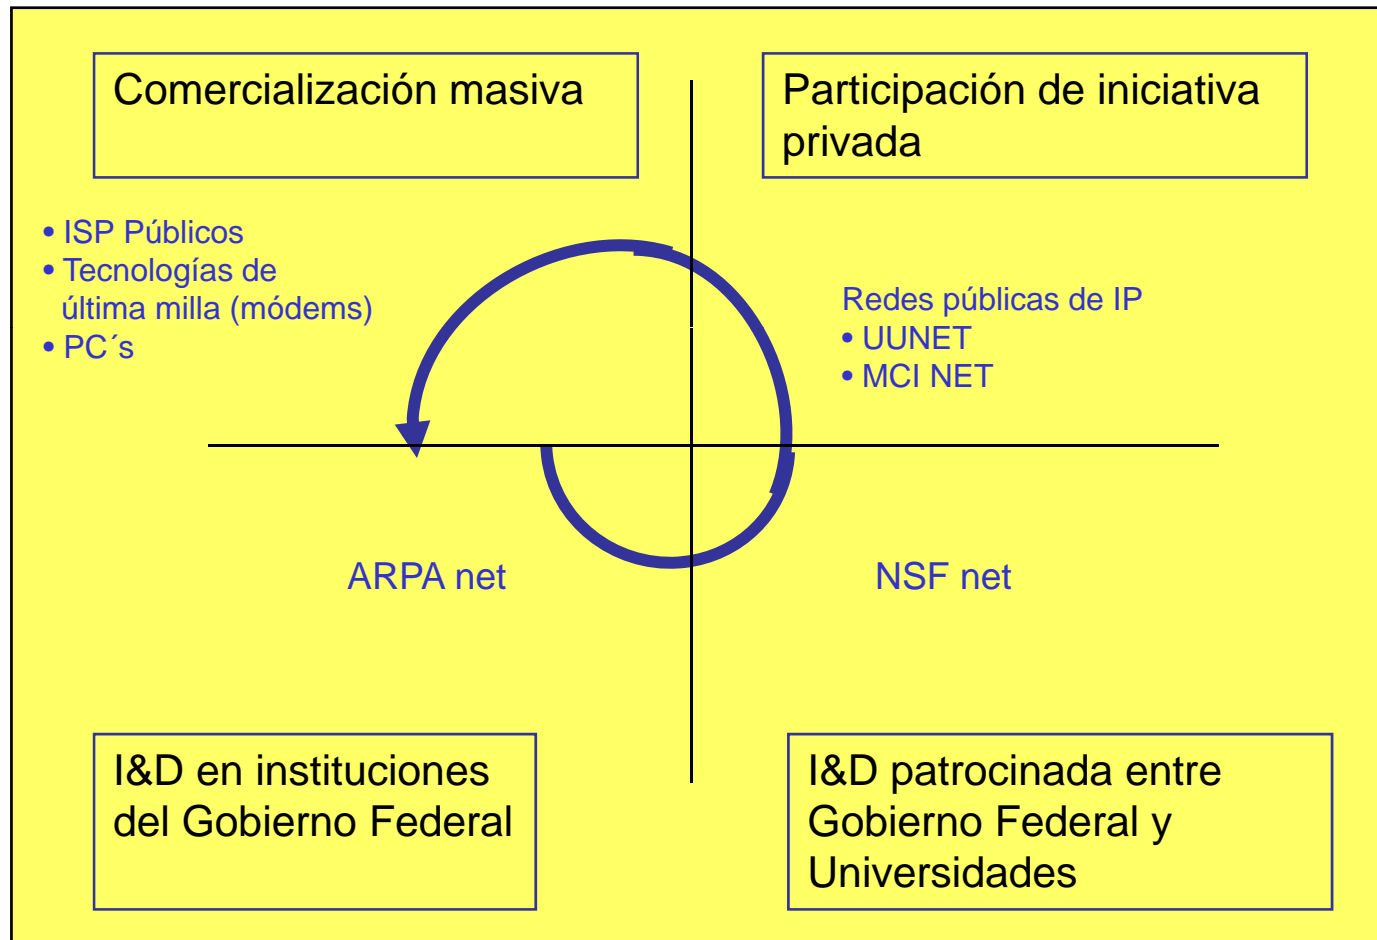 Comercialización masiva
Participación de iniciativa
privada
• ISP Públicos
• Tecnologías de
última milla (módems)
• PC´s
Redes públicas de IP
• UUNET
• MCI NET
ARPA net
NSF net
I&D en instituciones
del Gobierno Federal
I&D patrocinada entre
Gobierno Federal y
Universidades